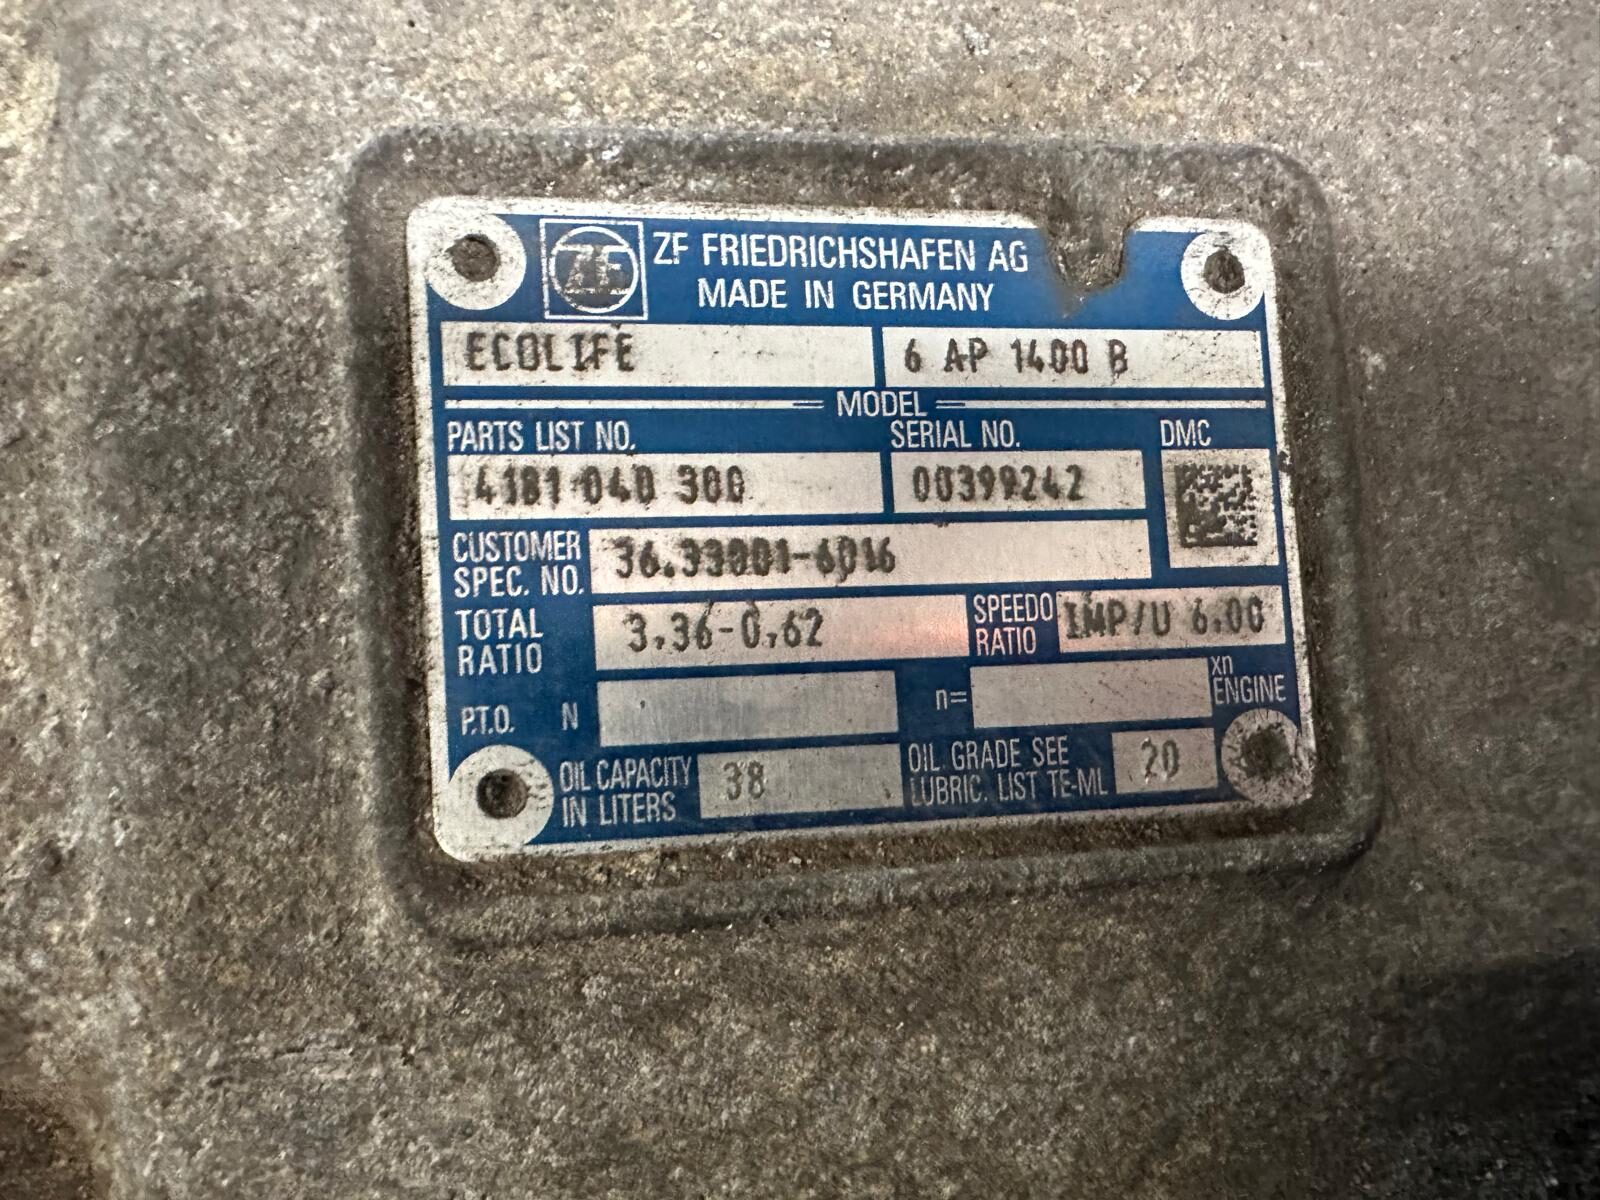 ZF
ZF FRIEDRICHSHAFEN AG
MADE IN GERMANY
ECOLIFE 6 AP 1400 B
MODEL
PARTS LIST NO. SERIAL NO. DMC
4181 040 300 00399242
CUSTOMER
SPEC. NO. 36.33001-6016
TOTAL
RATIO 3,36-0,62 SPEEDO
RATIO IMP/U 6.00
P.T.O. N n= xn
ENGINE
OIL CAPACITY
IN LITERS 38 OIL GRADE SEE
LUBRIC. LIST TE-ML 20